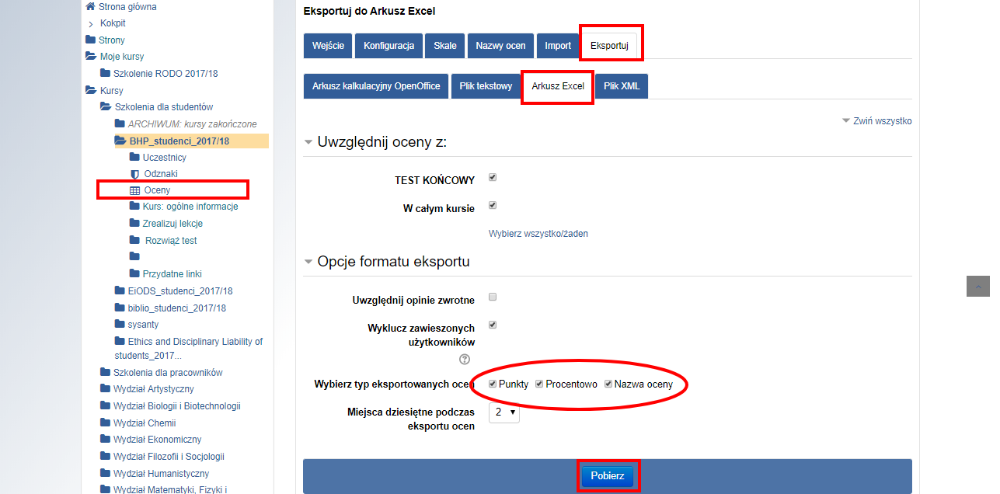 Strona główna
Kokpit
Strony
Moje kursy
Szkolenie RODO 2017/18
Kursy
Szkolenia dla studentów
ARCHIWUM: kursy zakończone
BHP_studenci_2017/18
Uczestnicy
Odznaki
Oceny
Kurs: ogólne informacje
Zrealizuj lekcje
Rozwiąż test
Przydatne linki
EiODS_studenci_2017/18
biblio_studenci_2017/18
sysanty
Ethics and Disciplinary Liability of
students_2017...
Szkolenia dla pracowników
Wydział Artystyczny
Wydział Biologii i Biotechnologii
Wydział Chemii
Wydział Ekonomiczny
Wydział Filozofii i Socjologii
Wydział Humanistyczny
Wydział Matematyki, Fizyki i
Eksportuj do Arkusz Excel
Wejście Konfiguracja Skale Nazwy ocen Import Eksportuj
Arkusz kalkulacyjny OpenOffice Plik tekstowy Arkusz Excel Plik XML
Zwiń wszystko
Uwzględnij oceny z:
TEST KOŃCOWY
W całym kursie
Wybierz wszystko/żaden
Opcje formatu eksportu
Uwzględnij opinie zwrotne
Wyklucz zawieszonych
użytkowników
Wybierz typ eksportowanych ocen Punkty Procentowo Nazwa oceny
Miejsca dziesiętne podczas 2
eksportu ocen
Pobierz